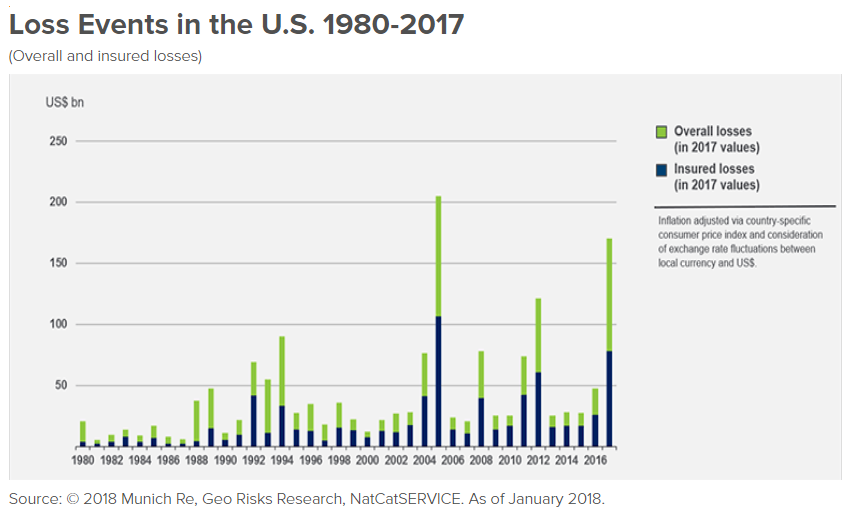 Loss Events in the U.S. 1980-2017
(Overall and insured losses)
US$ bn
250
200
150
100
50
1980 1982 1984 1986 1988 1990 1992 1994 1996 1998 2000 2002 2004 2006 2008 2010 2012 2014 2016
Overall losses
(in 2017 values)
Insured losses
(in 2017 values)
Inflation adjusted via country-specific
consumer price index and consideration
of exchange rate fluctuations between
local currency and US$.
Source: © 2018 Munich Re, Geo Risks Research, NatCatSERVICE. As of January 2018.